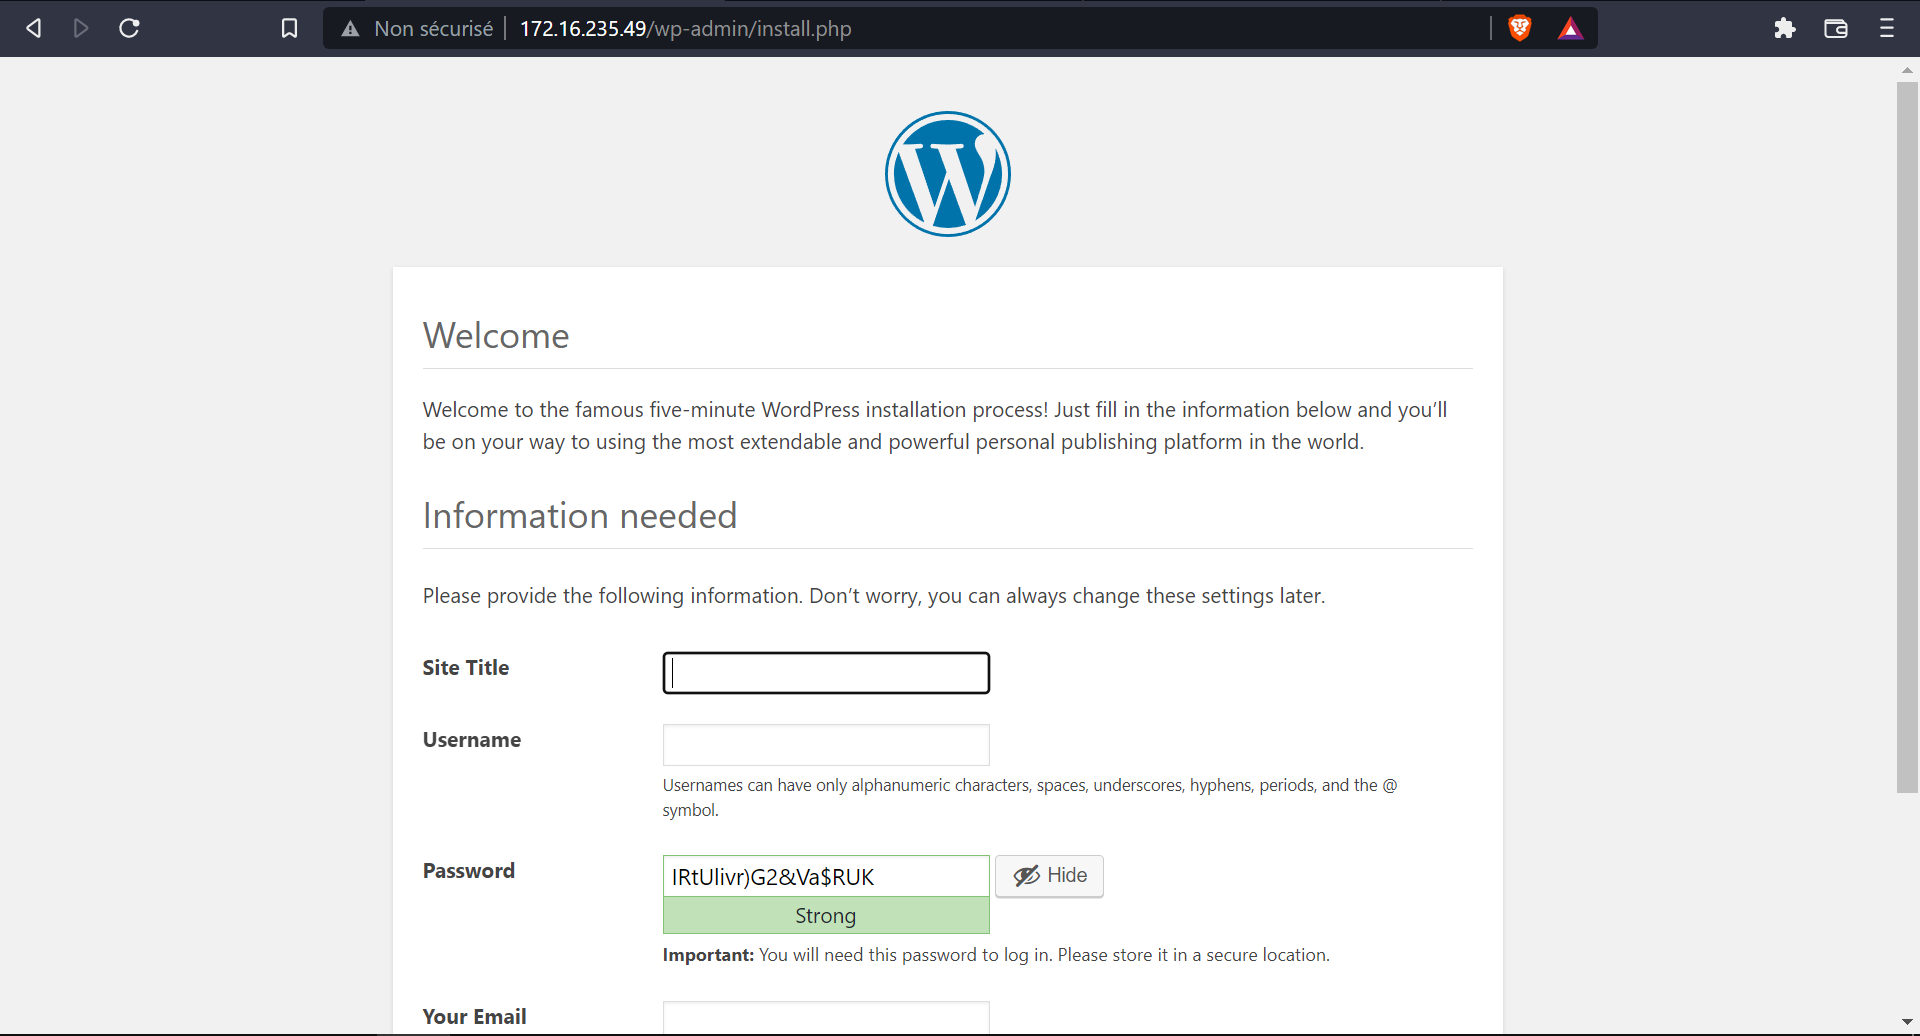 Non sécurisé 172.16.235.49/wp-admin/install.php
Welcome
Welcome to the famous five-minute WordPress installation process! Just fill in the information below and you’ll
be on your way to using the most extendable and powerful personal publishing platform in the world.
Information needed
Please provide the following information. Don’t worry, you can always change these settings later.
Site Title
Username
Usernames can have only alphanumeric characters, spaces, underscores, hyphens, periods, and the @
symbol.
Password IRtUlivr)G2&Va$RUK Hide
Strong
Important: You will need this password to log in. Please store it in a secure location.
Your Email